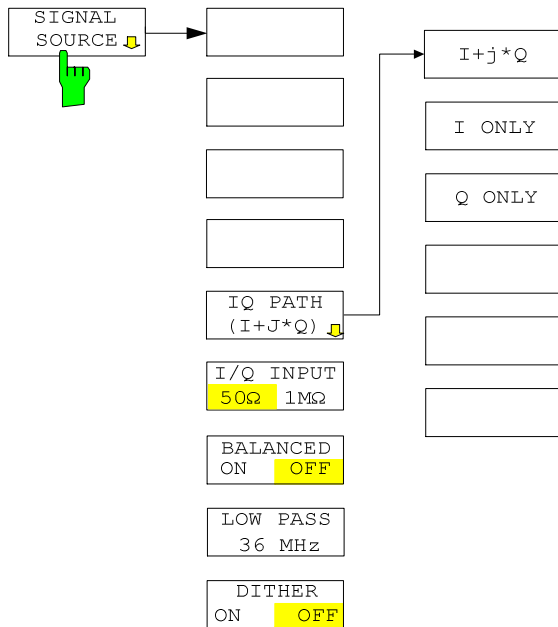 SIGNAL
SOURCE
IQ PATH
(I+J*Q)
I/Q INPUT
50Ω 1MΩ
BALANCED
ON OFF
LOW PASS
36 MHz
DITHER
ON OFF
I+j*Q
I ONLY
Q ONLY